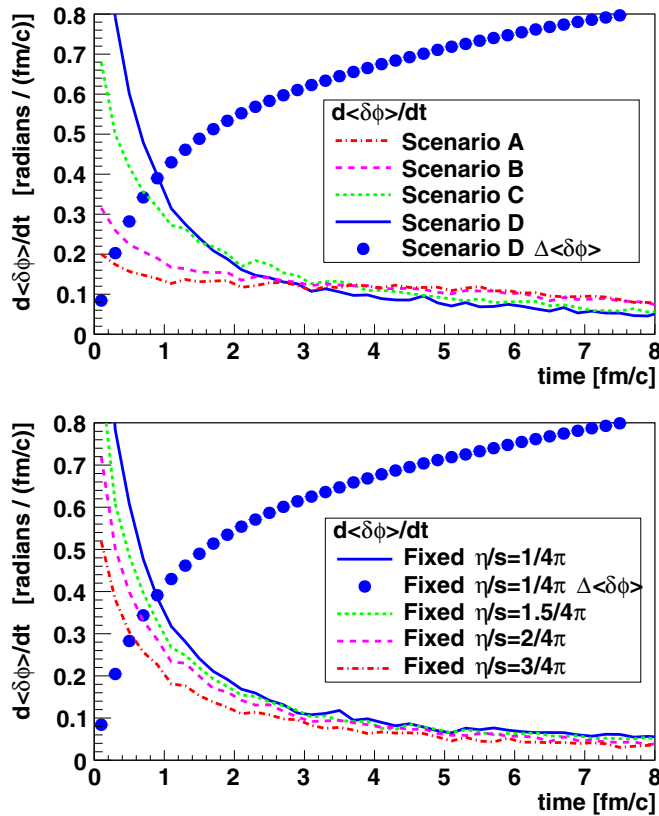 d<δϕ>/dt [radians / (fm/c)]
0.8
0.7
0.6
0.5
0.4
0.3
0.2
0.1
0
d<δϕ>/dt
Scenario A
Scenario B
Scenario C
Scenario D
Scenario D Δ<δϕ>
0 1 2 3 4 5 6 7 8
time [fm/c]
d<δϕ>/dt [radians / (fm/c)]
0.8
0.7
0.6
0.5
0.4
0.3
0.2
0.1
0
d<δϕ>/dt
Fixed η/s=1/4π
Fixed η/s=1/4π Δ<δϕ>
Fixed η/s=1.5/4π
Fixed η/s=2/4π
Fixed η/s=3/4π
0 1 2 3 4 5 6 7 8
time [fm/c]